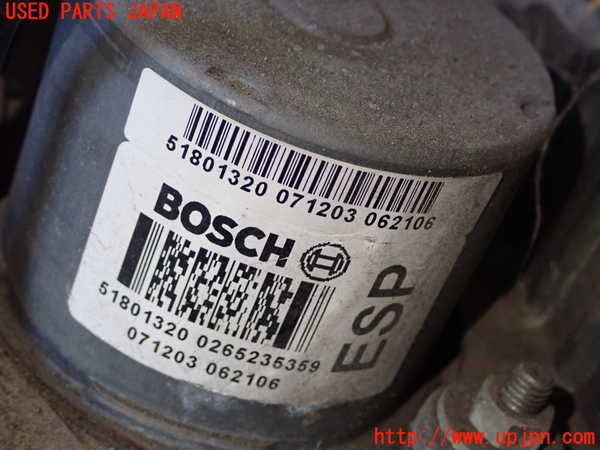 USED PARTS JAPAN
51801320 071203 062106
BOSCH
ESP
51801320 0265235359
071203 062106
http://www.upjpn.com